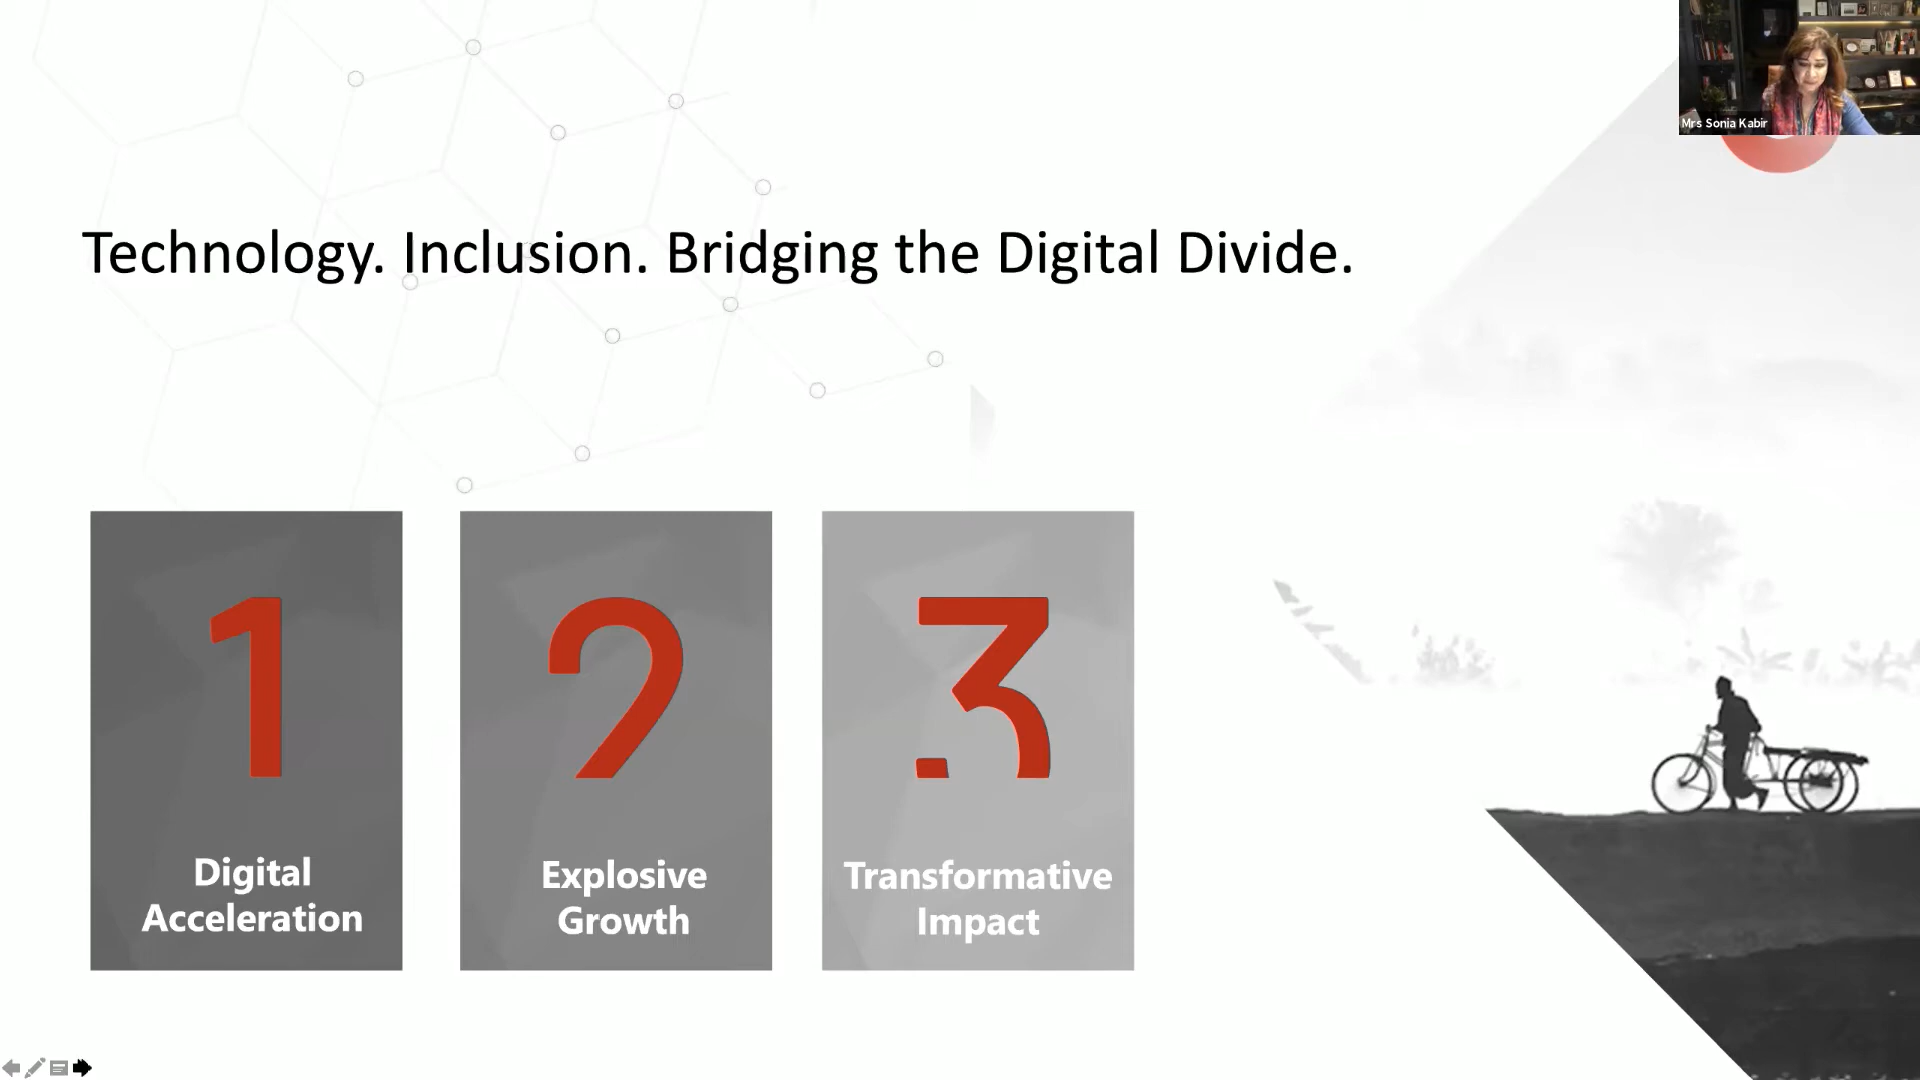 Mrs Sonia Kabir
Technology. Inclusion. Bridging the Digital Divide.
1
Digital
Acceleration
2
Explosive
Growth
3
Transformative
Impact